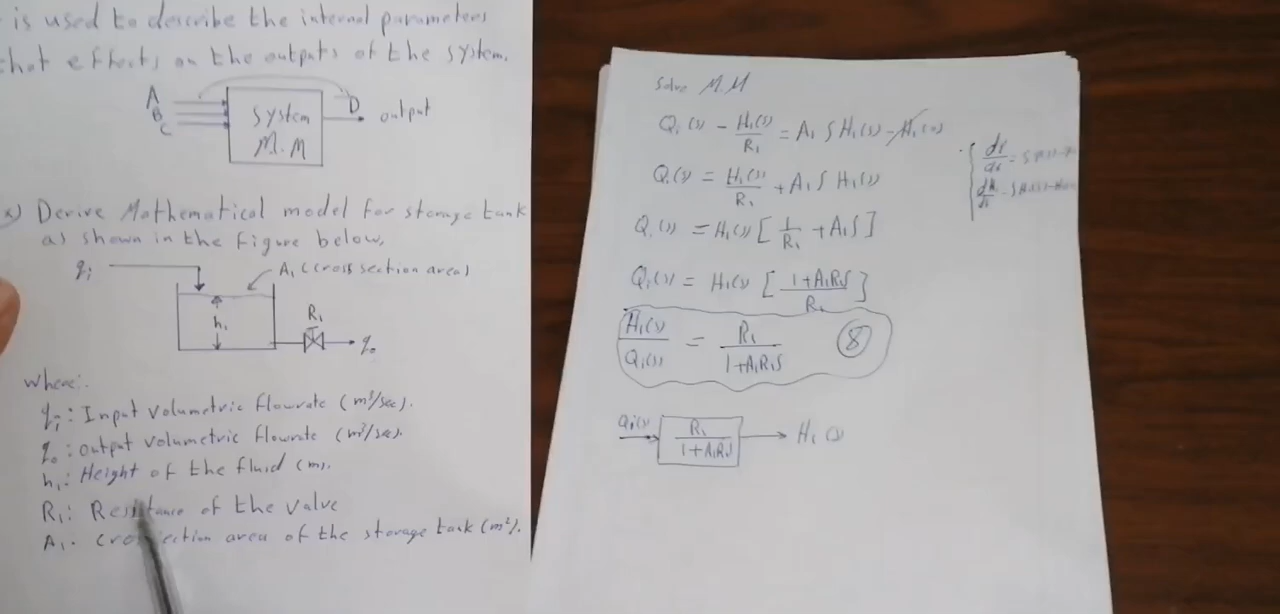 is used to describe the internal parameters
that effects on the outputs of the system.
A
B
C
system
M.M
D
output
Derive Mathematical model for storage tank
as shown in the figure below,
qi
A1 (cross section area)
h1
R1
qo
where:
qi: Input volumetric flowrate (m³/sec).
qo: output volumetric flowrate (m³/sec).
h1: Height of the fluid (m).
R1: Resistance of the valve
A1: cross section area of the storage tank (m²).
Solve M.M
Qi(s) - H1(s)/R1 = A1 S H1(s) - H1(0)
Qi(s) = H1(s)/R1 + A1 S H1(s)
Qi(s) = H1(s) [ 1/R1 + A1 S ]
Qi(s) = H1(s) [ (1+A1R1S)/R1 ]
H1(s)/Qi(s) = R1/(1+A1R1S) (8)
Qi(s)
R1/(1+A1R1S)
H1(s)